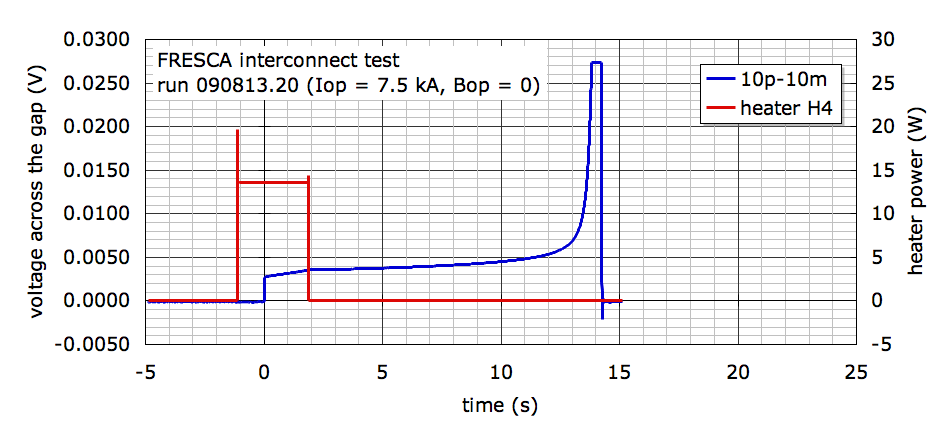 FRESCA interconnect test
run 090813.20 (Iop = 7.5 kA, Bop = 0)
10p-10m
heater H4
voltage across the gap (V)
0.0300
0.0250
0.0200
0.0150
0.0100
0.0050
0.0000
-0.0050
30
25
20
15
10
5
0
-5
heater power (W)
-5 0 5 10 15 20 25
time (s)